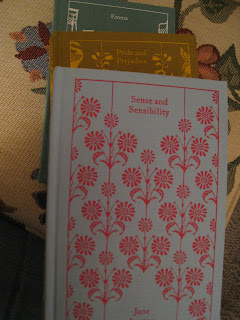 Emma
Pride and
Prejudice
Sense and
Sensibility
Jane